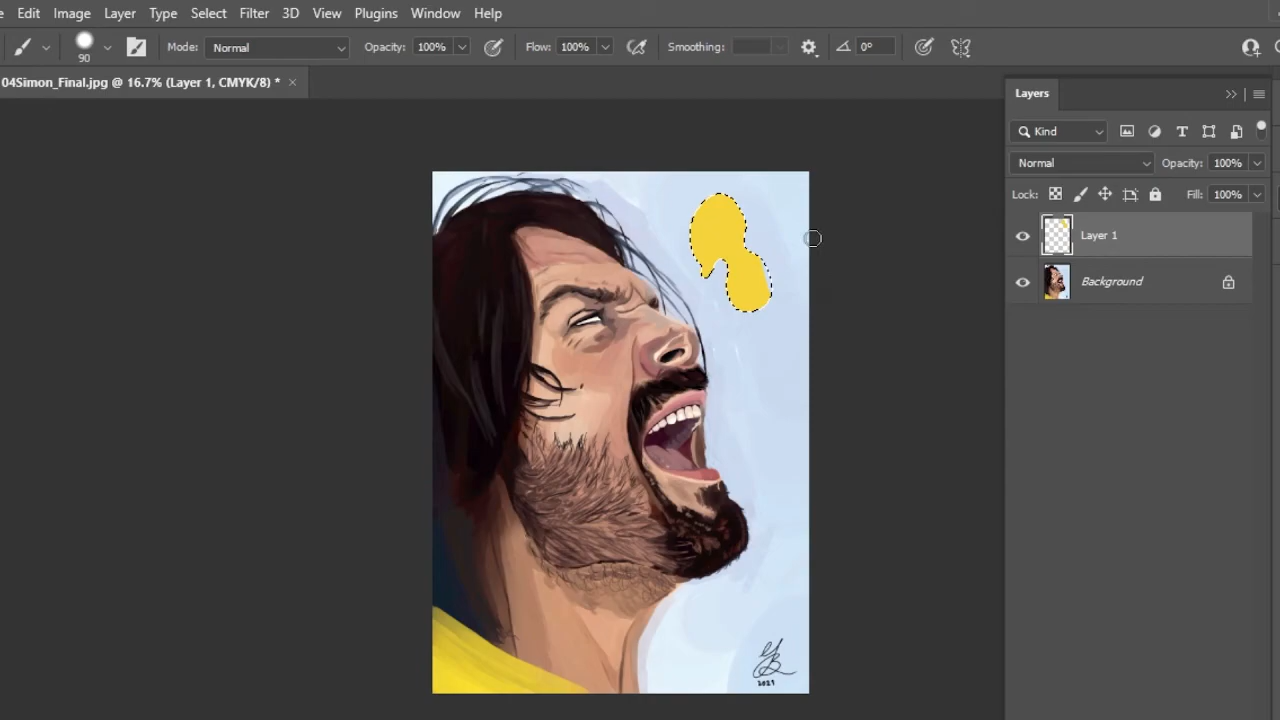 Edit Image Layer Type Select Filter 3D View Plugins Window Help
90 Mode: Normal Opacity: 100% Flow: 100% Smoothing: 0°
04Simon_Final.jpg @ 16.7% (Layer 1, CMYK/8) *
Layers
Kind
Normal Opacity: 100%
Lock: Fill: 100%
Layer 1
Background
2021